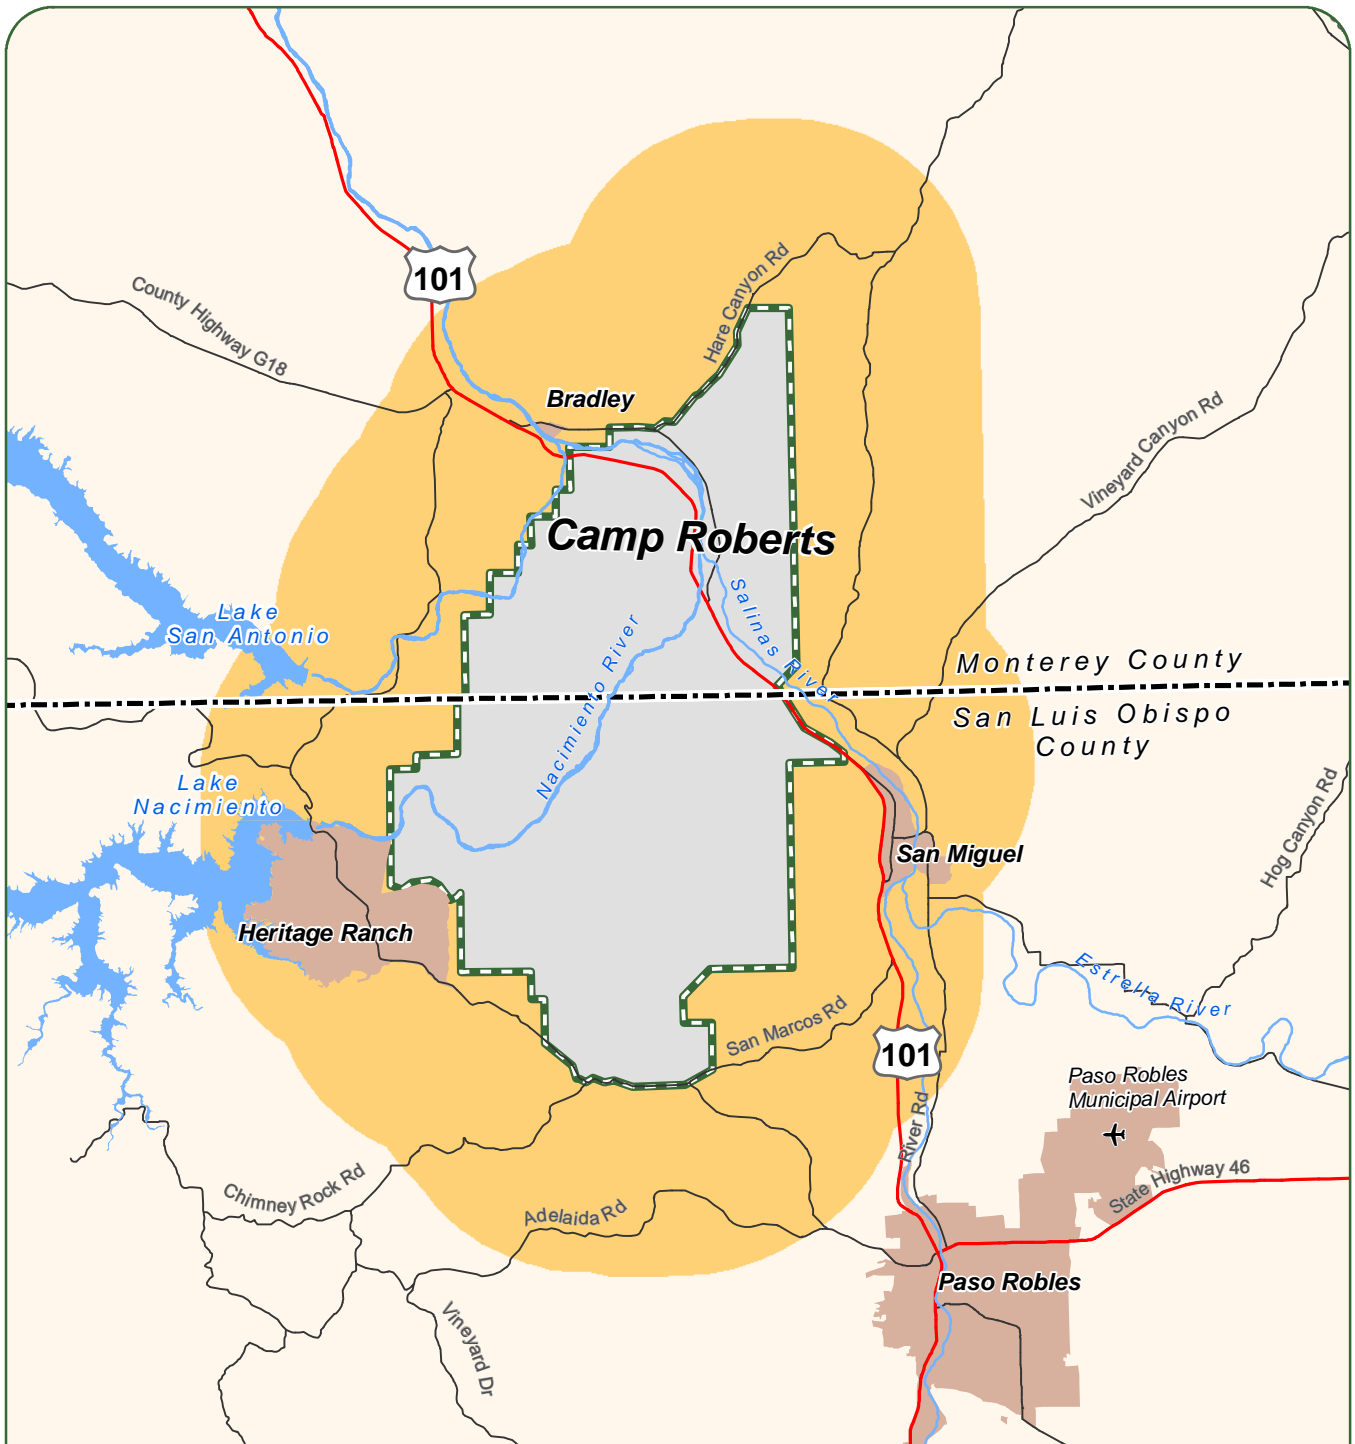 101
County Highway G18
Hare Canyon Rd
Bradley
Vineyard Canyon Rd
Camp Roberts
Lake
San Antonio
Salinas River
Nacimiento River
Monterey County
San Luis Obispo
County
Lake
Nacimiento
Hog Canyon Rd
San Miguel
Heritage Ranch
Estrella River
San Marcos Rd
101
Paso Robles
Municipal Airport
River Rd
State Highway 46
Chimney Rock Rd
Adelaida Rd
Paso Robles
Vineyard Dr